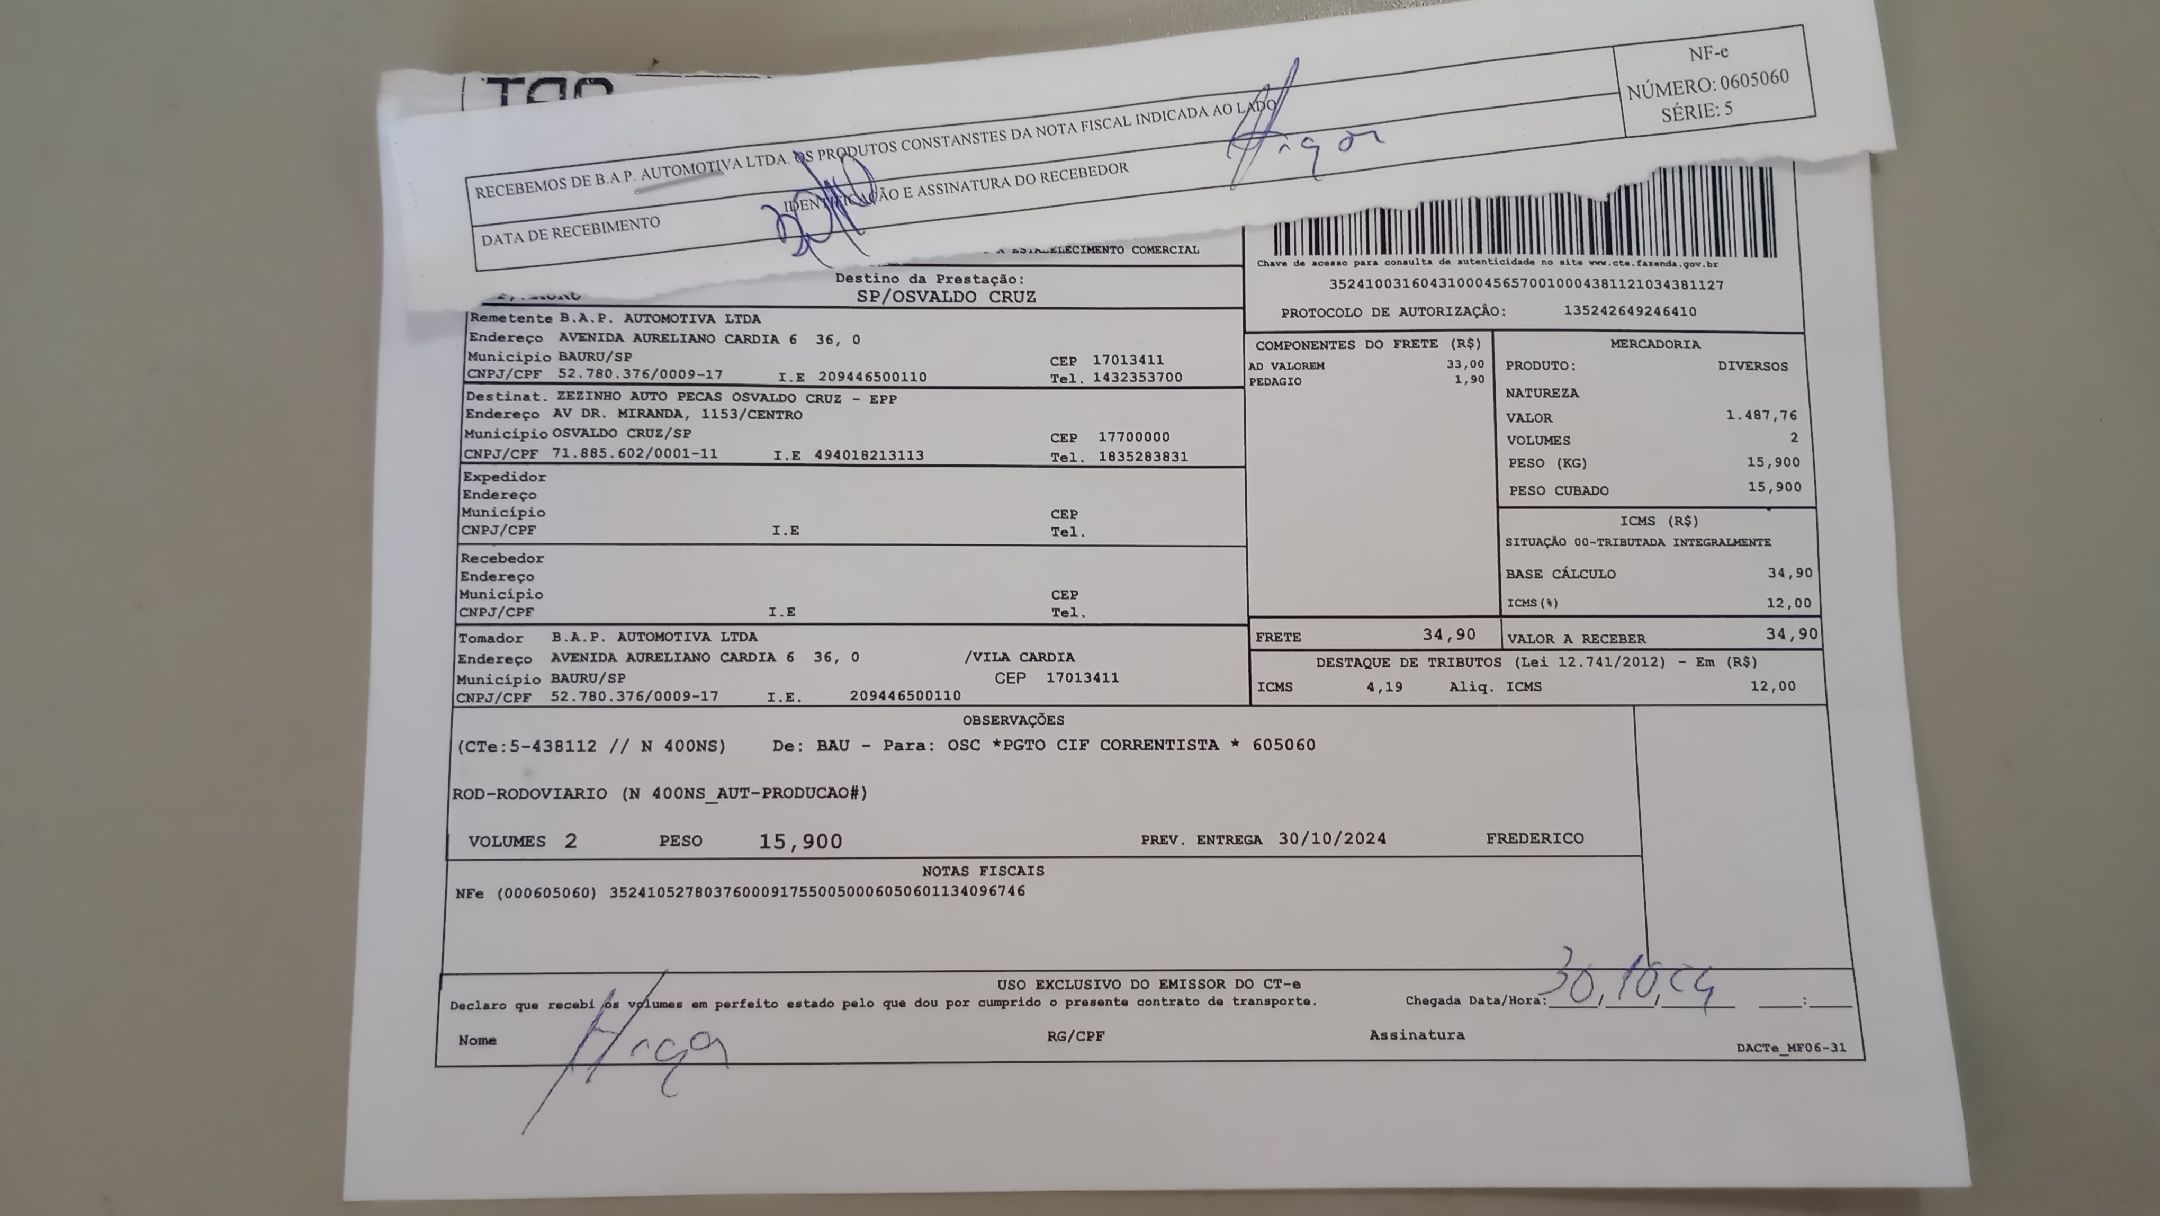 RECEBEMOS DE B.A P. AUTOMOTIVA LTDA. OS PRODUTOS CONSTANSTES DA NOTA FISCAL INDICADA AO LADO
DATA DE RECEBIMENTO
IDENTIFICAÇÃO E ASSINATURA DO RECEBEDOR
NF-e
NÚMERO: 0605060
SÉRIE: 5
ESTABELECIMENTO COMERCIAL
Destino da Prestação:
SP/OSVALDO CRUZ
Chave de acesso para consulta de autenticidade no site www.cte.fazenda.gov.br
35241003160431000456570010004381121034381127
PROTOCOLO DE AUTORIZAÇÃO: 135242649246410
Remetente B.A.P. AUTOMOTIVA LTDA
Endereço AVENIDA AURELIANO CARDIA 6 36, 0
Município BAURU/SP CEP 17013411
CNPJ/CPF 52.780.376/0009-17 I.E 209446500110 Tel. 1432353700
Destinat. ZEZINHO AUTO PECAS OSVALDO CRUZ - EPP
Endereço AV DR. MIRANDA, 1153/CENTRO
Município OSVALDO CRUZ/SP CEP 17700000
CNPJ/CPF 71.885.602/0001-11 I.E 494018213113 Tel. 1835283831
Expedidor
Endereço
Município CEP
CNPJ/CPF I.E Tel.
Recebedor
Endereço
Município CEP
CNPJ/CPF I.E Tel.
Tomador B.A.P. AUTOMOTIVA LTDA
Endereço AVENIDA AURELIANO CARDIA 6 36, 0 /VILA CARDIA
Município BAURU/SP CEP 17013411
CNPJ/CPF 52.780.376/0009-17 I.E. 209446500110
COMPONENTES DO FRETE (R$)
AD VALOREM 33,00
PEDAGIO 1,90
MERCADORIA
PRODUTO: DIVERSOS
NATUREZA
VALOR 1.487,76
VOLUMES 2
PESO (KG) 15,900
PESO CUBADO 15,900
ICMS (R$)
SITUAÇÃO 00-TRIBUTADA INTEGRALMENTE
BASE CÁLCULO 34,90
ICMS(%) 12,00
FRETE 34,90 VALOR A RECEBER 34,90
DESTAQUE DE TRIBUTOS (Lei 12.741/2012) - Em (R$)
ICMS 4,19 Aliq. ICMS 12,00
OBSERVAÇÕES
(CTe:5-438112 // N 400NS) De: BAU - Para: OSC *PGTO CIF CORRENTISTA * 605060
ROD-RODOVIARIO (N 400NS_AUT-PRODUCAO#)
VOLUMES 2 PESO 15,900 PREV. ENTREGA 30/10/2024 FREDERICO
NOTAS FISCAIS
NFe (000605060) 35241052780376000917550050006050601134096746
USO EXCLUSIVO DO EMISSOR DO CT-e
Declaro que recebi os volumes em perfeito estado pelo que dou por cumprido o presente contrato de transporte. Chegada Data/Hora: 30,10,24
Nome RG/CPF Assinatura
DACTe_MF06-31